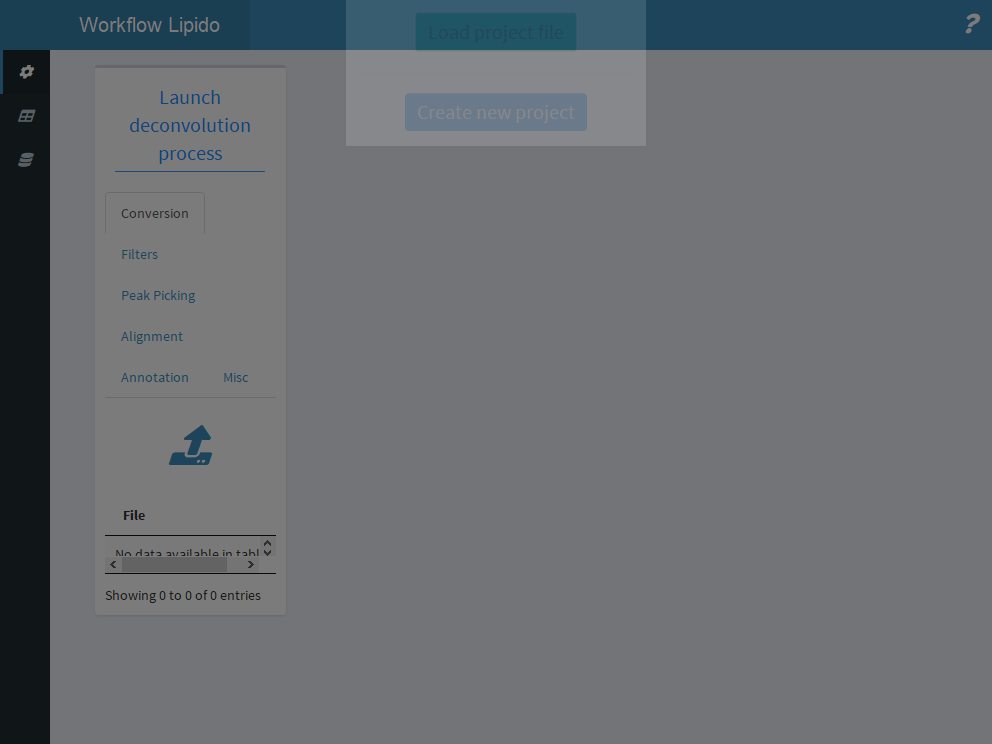 Workflow Lipido
Load project file
?
Create new project
Launch
deconvolution
process
Conversion
Filters
Peak Picking
Alignment
Annotation
Misc
File
No data available in tabl
Showing 0 to 0 of 0 entries